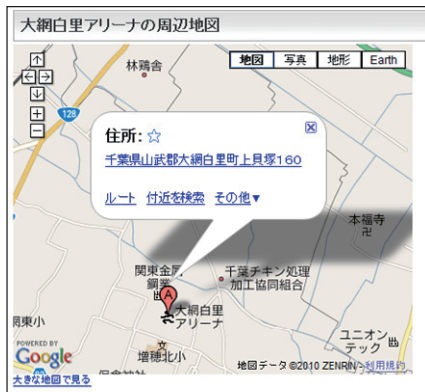 大網白里アリーナの周辺地図
林鶏舎
地図 写真 地形 Earth
128
住所: ☆
千葉県山武郡大網白里町上貝塚160
ルート 付近を検索 その他▼
本福寺
関東金属
鋼業
千葉チキン処理
加工協同組合
A
大網白里
アリーナ
関東小
ユニオン
テック
増穂北小
POWERED BY
Google
地図データ ©2010 ZENRIN - 利用規約
大きな地図で見る